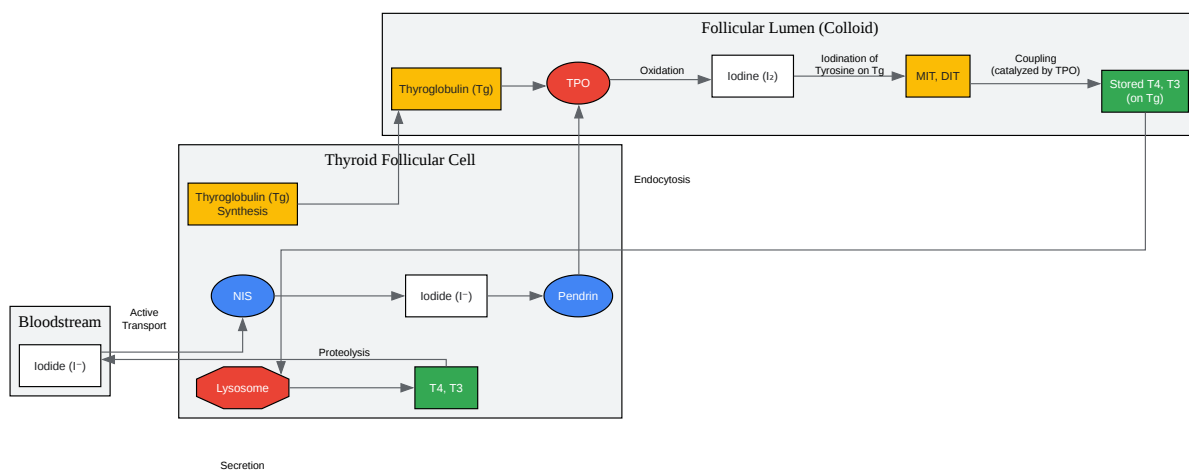 Follicular Lumen (Colloid)
Thyroglobulin (Tg)
TPO
Oxidation
Iodine (I₂)
Iodination of
Tyrosine on Tg
MIT, DIT
Coupling
(catalyzed by TPO)
Stored T4, T3
(on Tg)
Thyroid Follicular Cell
Thyroglobulin (Tg)
Synthesis
Endocytosis
NIS
Iodide (I⁻)
Pendrin
Bloodstream
Active
Transport
Iodide (I⁻)
Proteolysis
Lysosome
T4, T3
Secretion